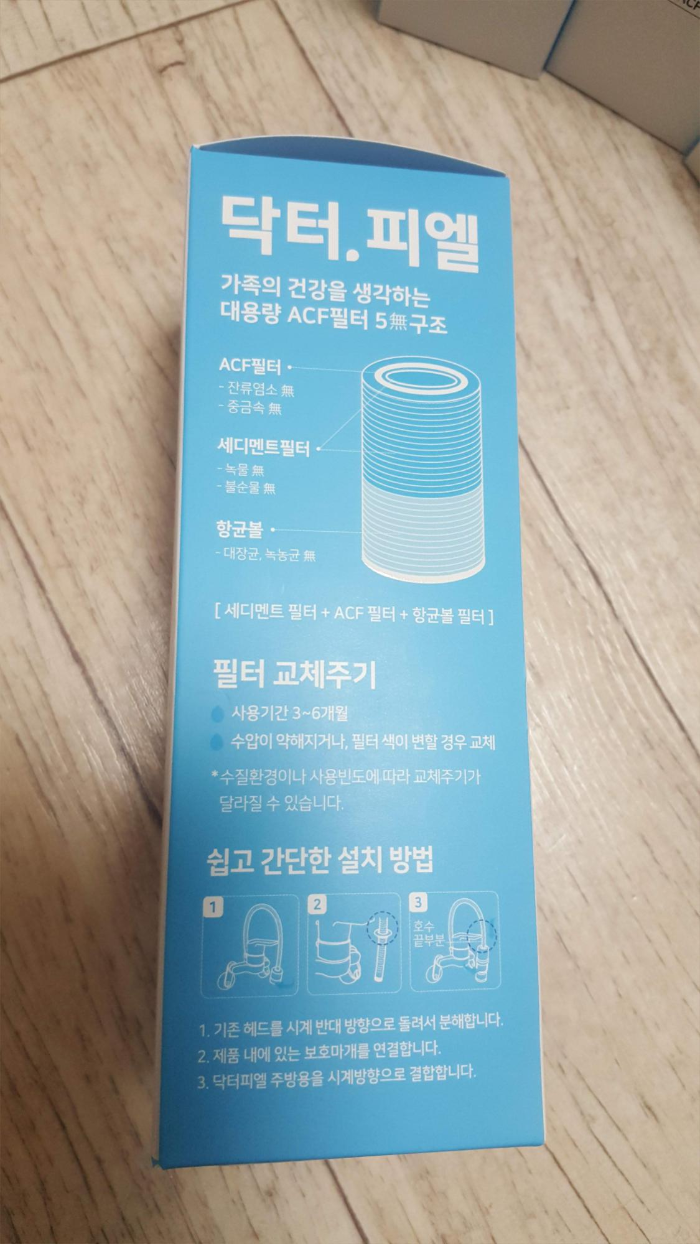 닥터.피엘
가족의 건강을 생각하는
대용량 ACF필터 5無구조
ACF필터
- 잔류염소 無
- 중금속 無
세디멘트필터
- 녹물 無
- 불순물 無
항균볼
- 대장균, 녹농균 無
[ 세디멘트 필터 + ACF 필터 + 항균볼 필터 ]
필터 교체주기
사용기간 3~6개월
수압이 약해지거나, 필터 색이 변할 경우 교체
*수질환경이나 사용빈도에 따라 교체주기가
달라질 수 있습니다.
쉽고 간단한 설치 방법
1
2
3
호수
끝부분
1. 기존 헤드를 시계 반대 방향으로 돌려서 분해합니다.
2. 제품 내에 있는 보호마개를 연결합니다.
3. 닥터피엘 주방용을 시계방향으로 결합합니다.